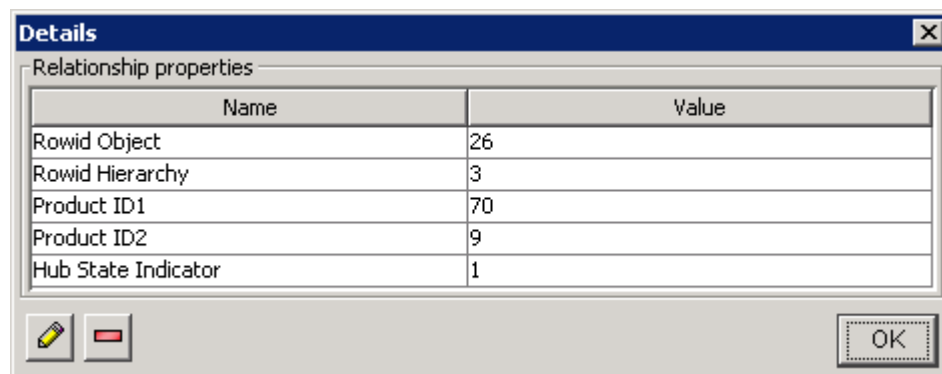 Details
Relationship properties
Name Value
Rowid Object 26
Rowid Hierarchy 3
Product ID1 70
Product ID2 9
Hub State Indicator 1
OK